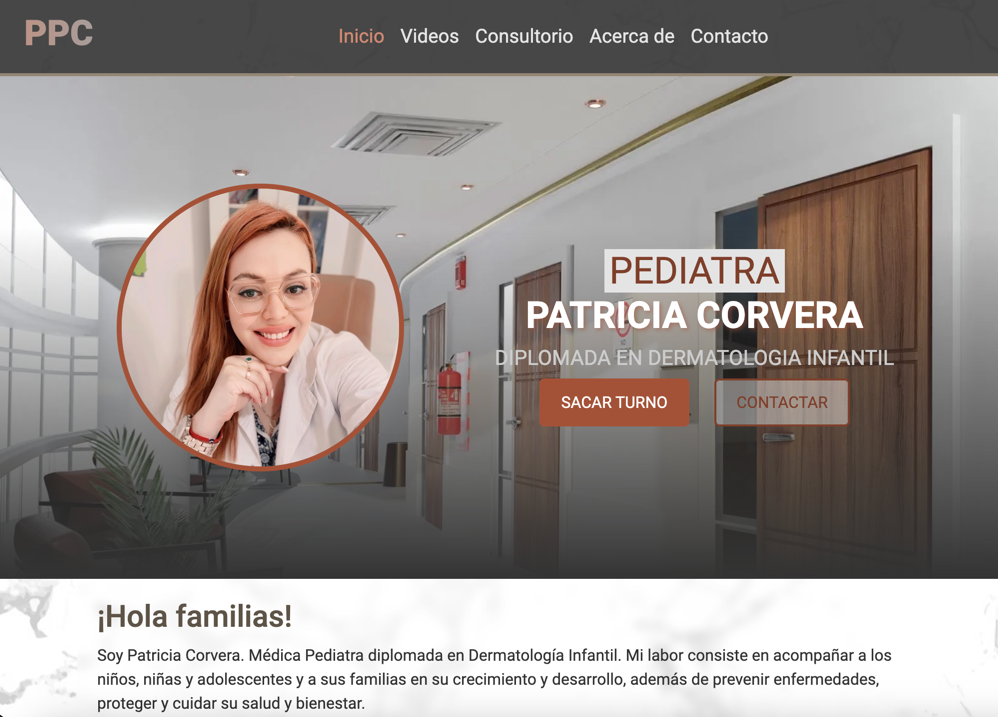 PPC
Inicio Videos Consultorio Acerca de Contacto
PEDIATRA
PATRICIA CORVERA
DIPLOMADA EN DERMATOLOGIA INFANTIL
SACAR TURNO CONTACTAR
¡Hola familias!
Soy Patricia Corvera. Médica Pediatra diplomada en Dermatología Infantil. Mi labor consiste en acompañar a los
niños, niñas y adolescentes y a sus familias en su crecimiento y desarrollo, además de prevenir enfermedades,
proteger y cuidar su salud y bienestar.